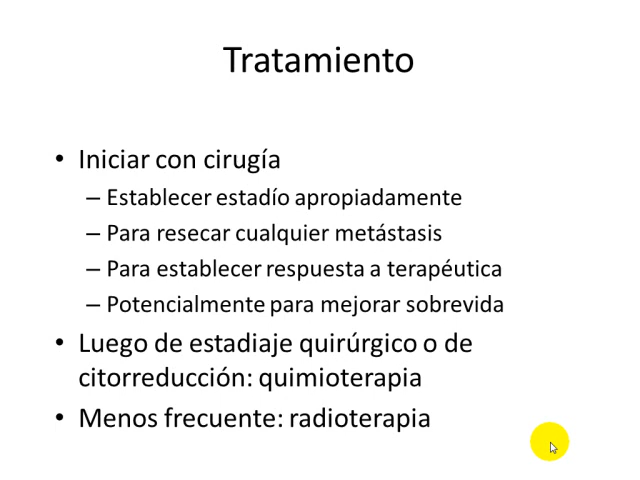 Tratamiento
• Iniciar con cirugía
– Establecer estadío apropiadamente
– Para resecar cualquier metástasis
– Para establecer respuesta a terapéutica
– Potencialmente para mejorar sobrevida
• Luego de estadiaje quirúrgico o de
citorreducción: quimioterapia
• Menos frecuente: radioterapia